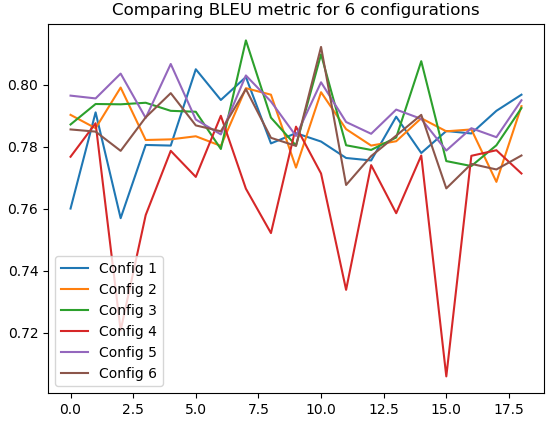 Comparing BLEU metric for 6 configurations
0.80
0.78
0.76
0.74
0.72
Config 1
Config 2
Config 3
Config 4
Config 5
Config 6
0.0 2.5 5.0 7.5 10.0 12.5 15.0 17.5